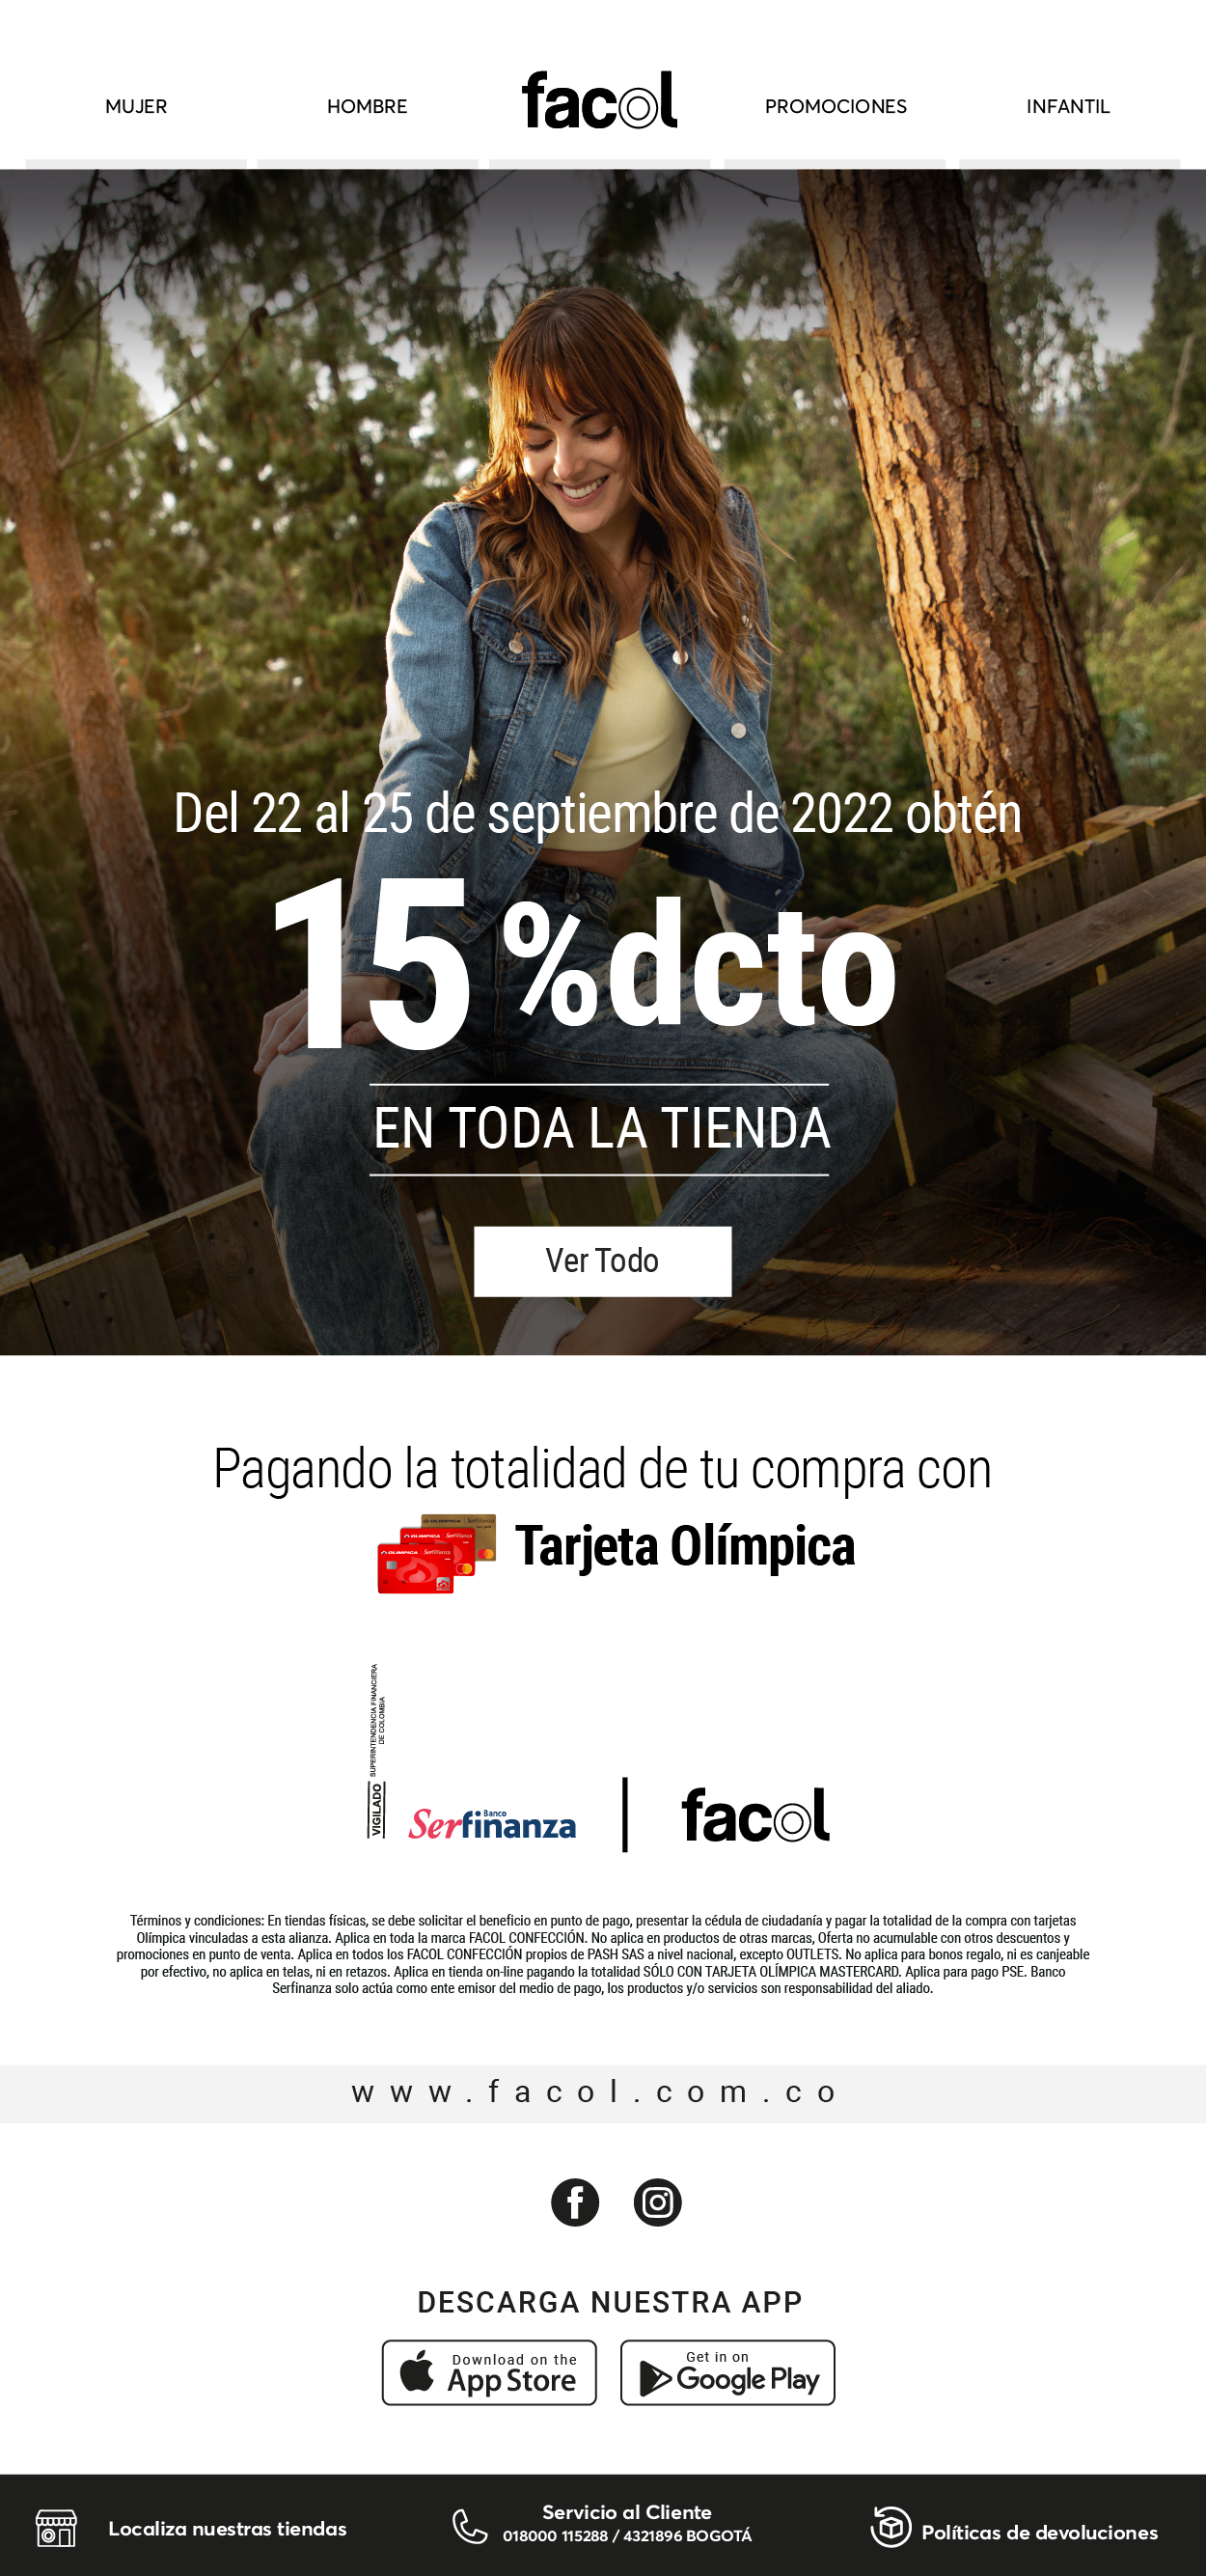 MUJER
HOMBRE
facol
PROMOCIONES
INFANTIL
Del 22 al 25 de septiembre de 2022 obtén
15 %dcto
EN TODA LA TIENDA
Ver Todo
Pagando la totalidad de tu compra con
Tarjeta Olímpica
VIGILADO
SUPERINTENDENCIA FINANCIERA
DE COLOMBIA
Banco
Serfinanza
facol
Términos y condiciones: En tiendas físicas, se debe solicitar el beneficio en punto de pago, presentar la cédula de ciudadanía y pagar la totalidad de la compra con tarjetas
Olímpica vinculadas a esta alianza. Aplica en toda la marca FACOL CONFECCIÓN. No aplica en productos de otras marcas, Oferta no acumulable con otros descuentos y
promociones en punto de venta. Aplica en todos los FACOL CONFECCIÓN propios de PASH SAS a nivel nacional, excepto OUTLETS. No aplica para bonos regalo, ni es canjeable
por efectivo, no aplica en telas, ni en retazos. Aplica en tienda on-line pagando la totalidad SÓLO CON TARJETA OLÍMPICA MASTERCARD. Aplica para pago PSE. Banco
Serfinanza solo actúa como ente emisor del medio de pago, los productos y/o servicios son responsabilidad del aliado.
www.facol.com.co
DESCARGA NUESTRA APP
Download on the
App Store
Get in on
Google Play
Localiza nuestras tiendas
Servicio al Cliente
018000 115288 / 4321896 BOGOTÁ
Políticas de devoluciones